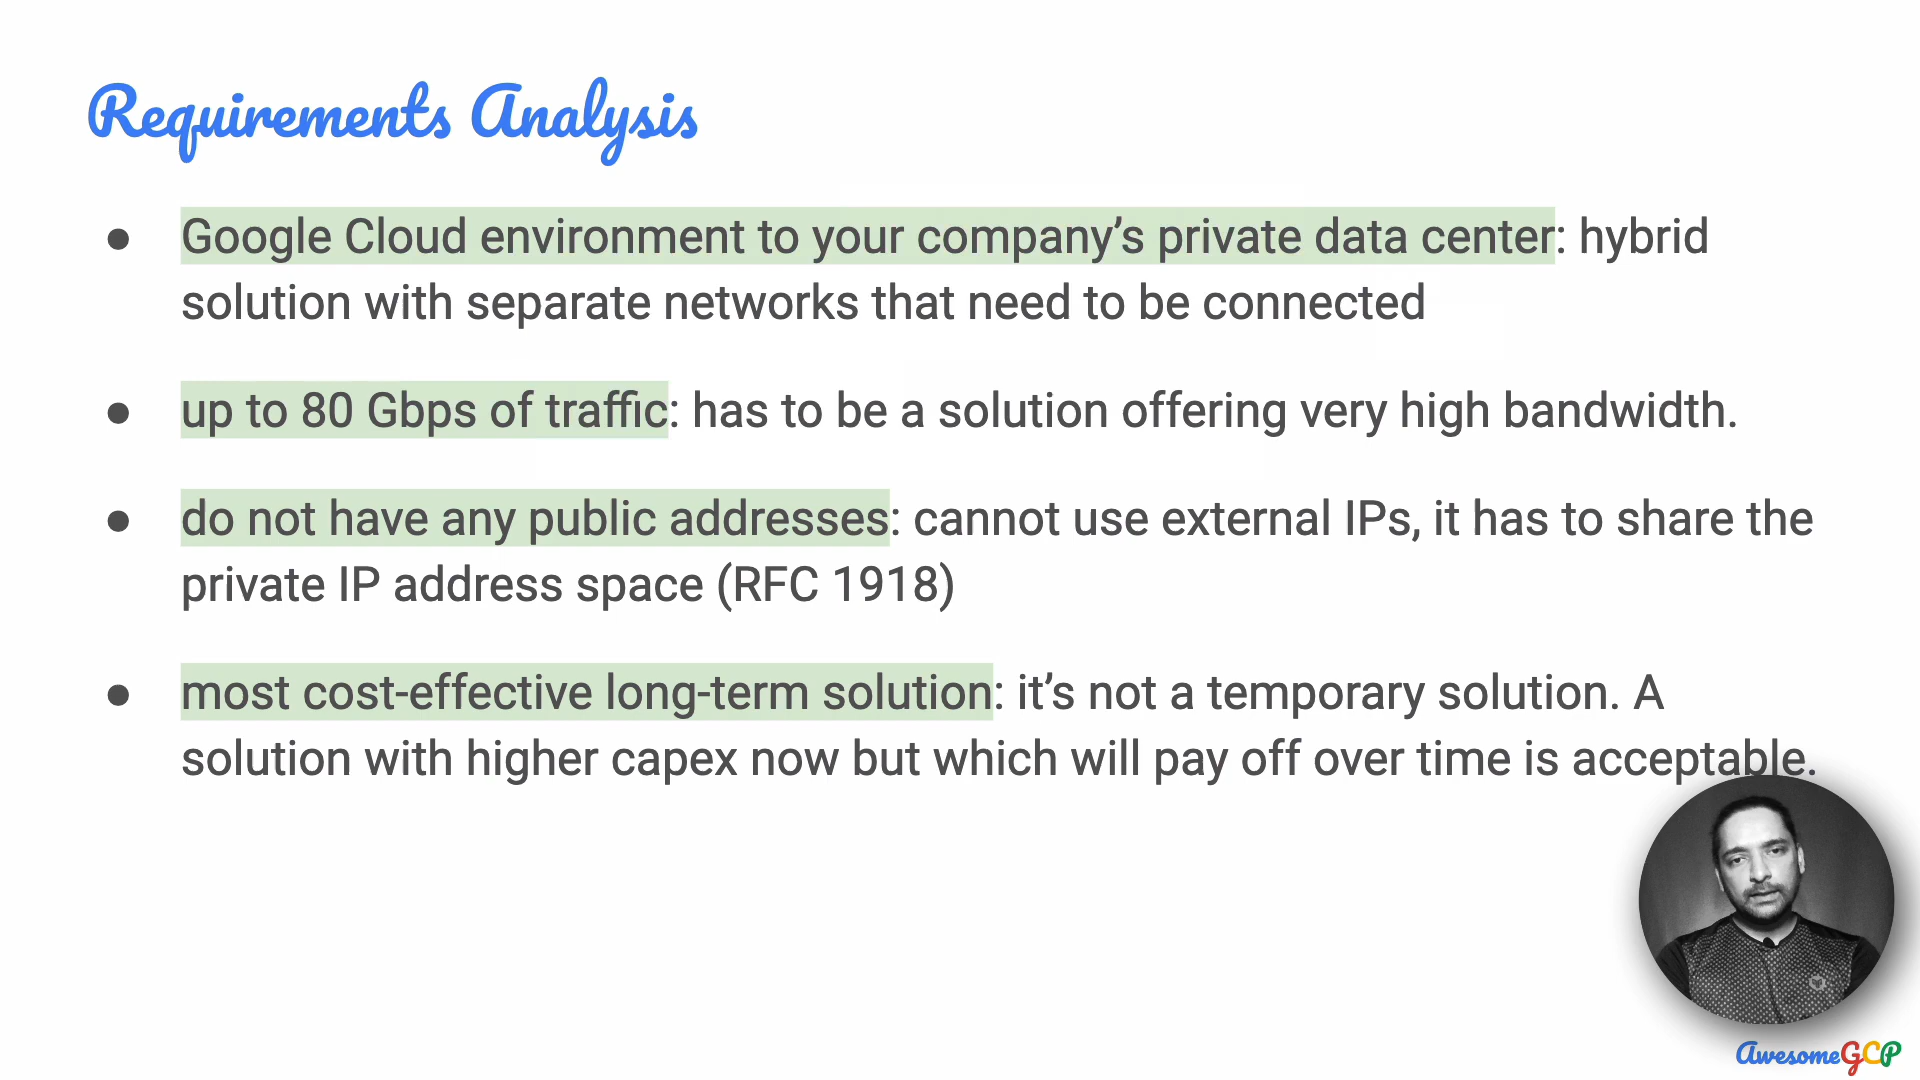 Requirements Analysis
● Google Cloud environment to your company’s private data center: hybrid
solution with separate networks that need to be connected
● up to 80 Gbps of traffic: has to be a solution offering very high bandwidth.
● do not have any public addresses: cannot use external IPs, it has to share the
private IP address space (RFC 1918)
● most cost-effective long-term solution: it’s not a temporary solution. A
solution with higher capex now but which will pay off over time is acceptable.
AwesomeGCP